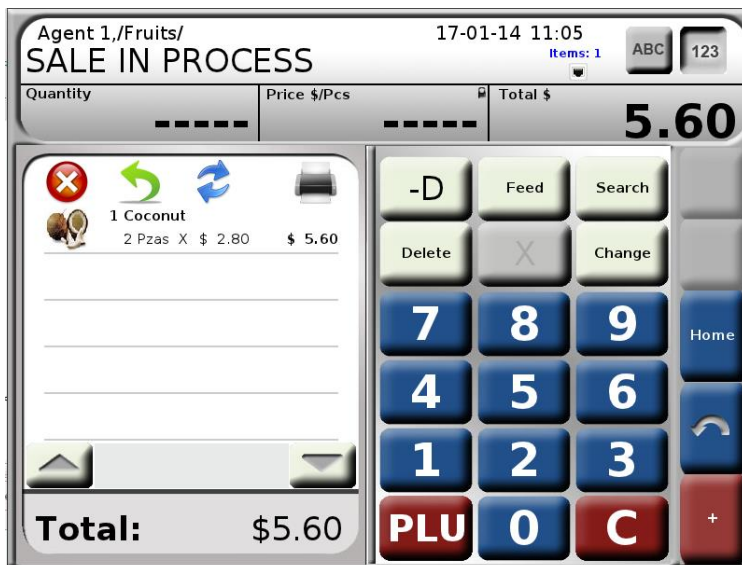 Agent 1,/Fruits/ 17-01-14 11:05
SALE IN PROCESS Items: 1 ABC 123
Quantity Price $/Pcs Total $
----- ----- 5.60
1 Coconut
2 Pzas X $ 2.80 $ 5.60
Total: $5.60
-D Feed Search
Delete X Change
7 8 9 Home
4 5 6
1 2 3
PLU 0 C +